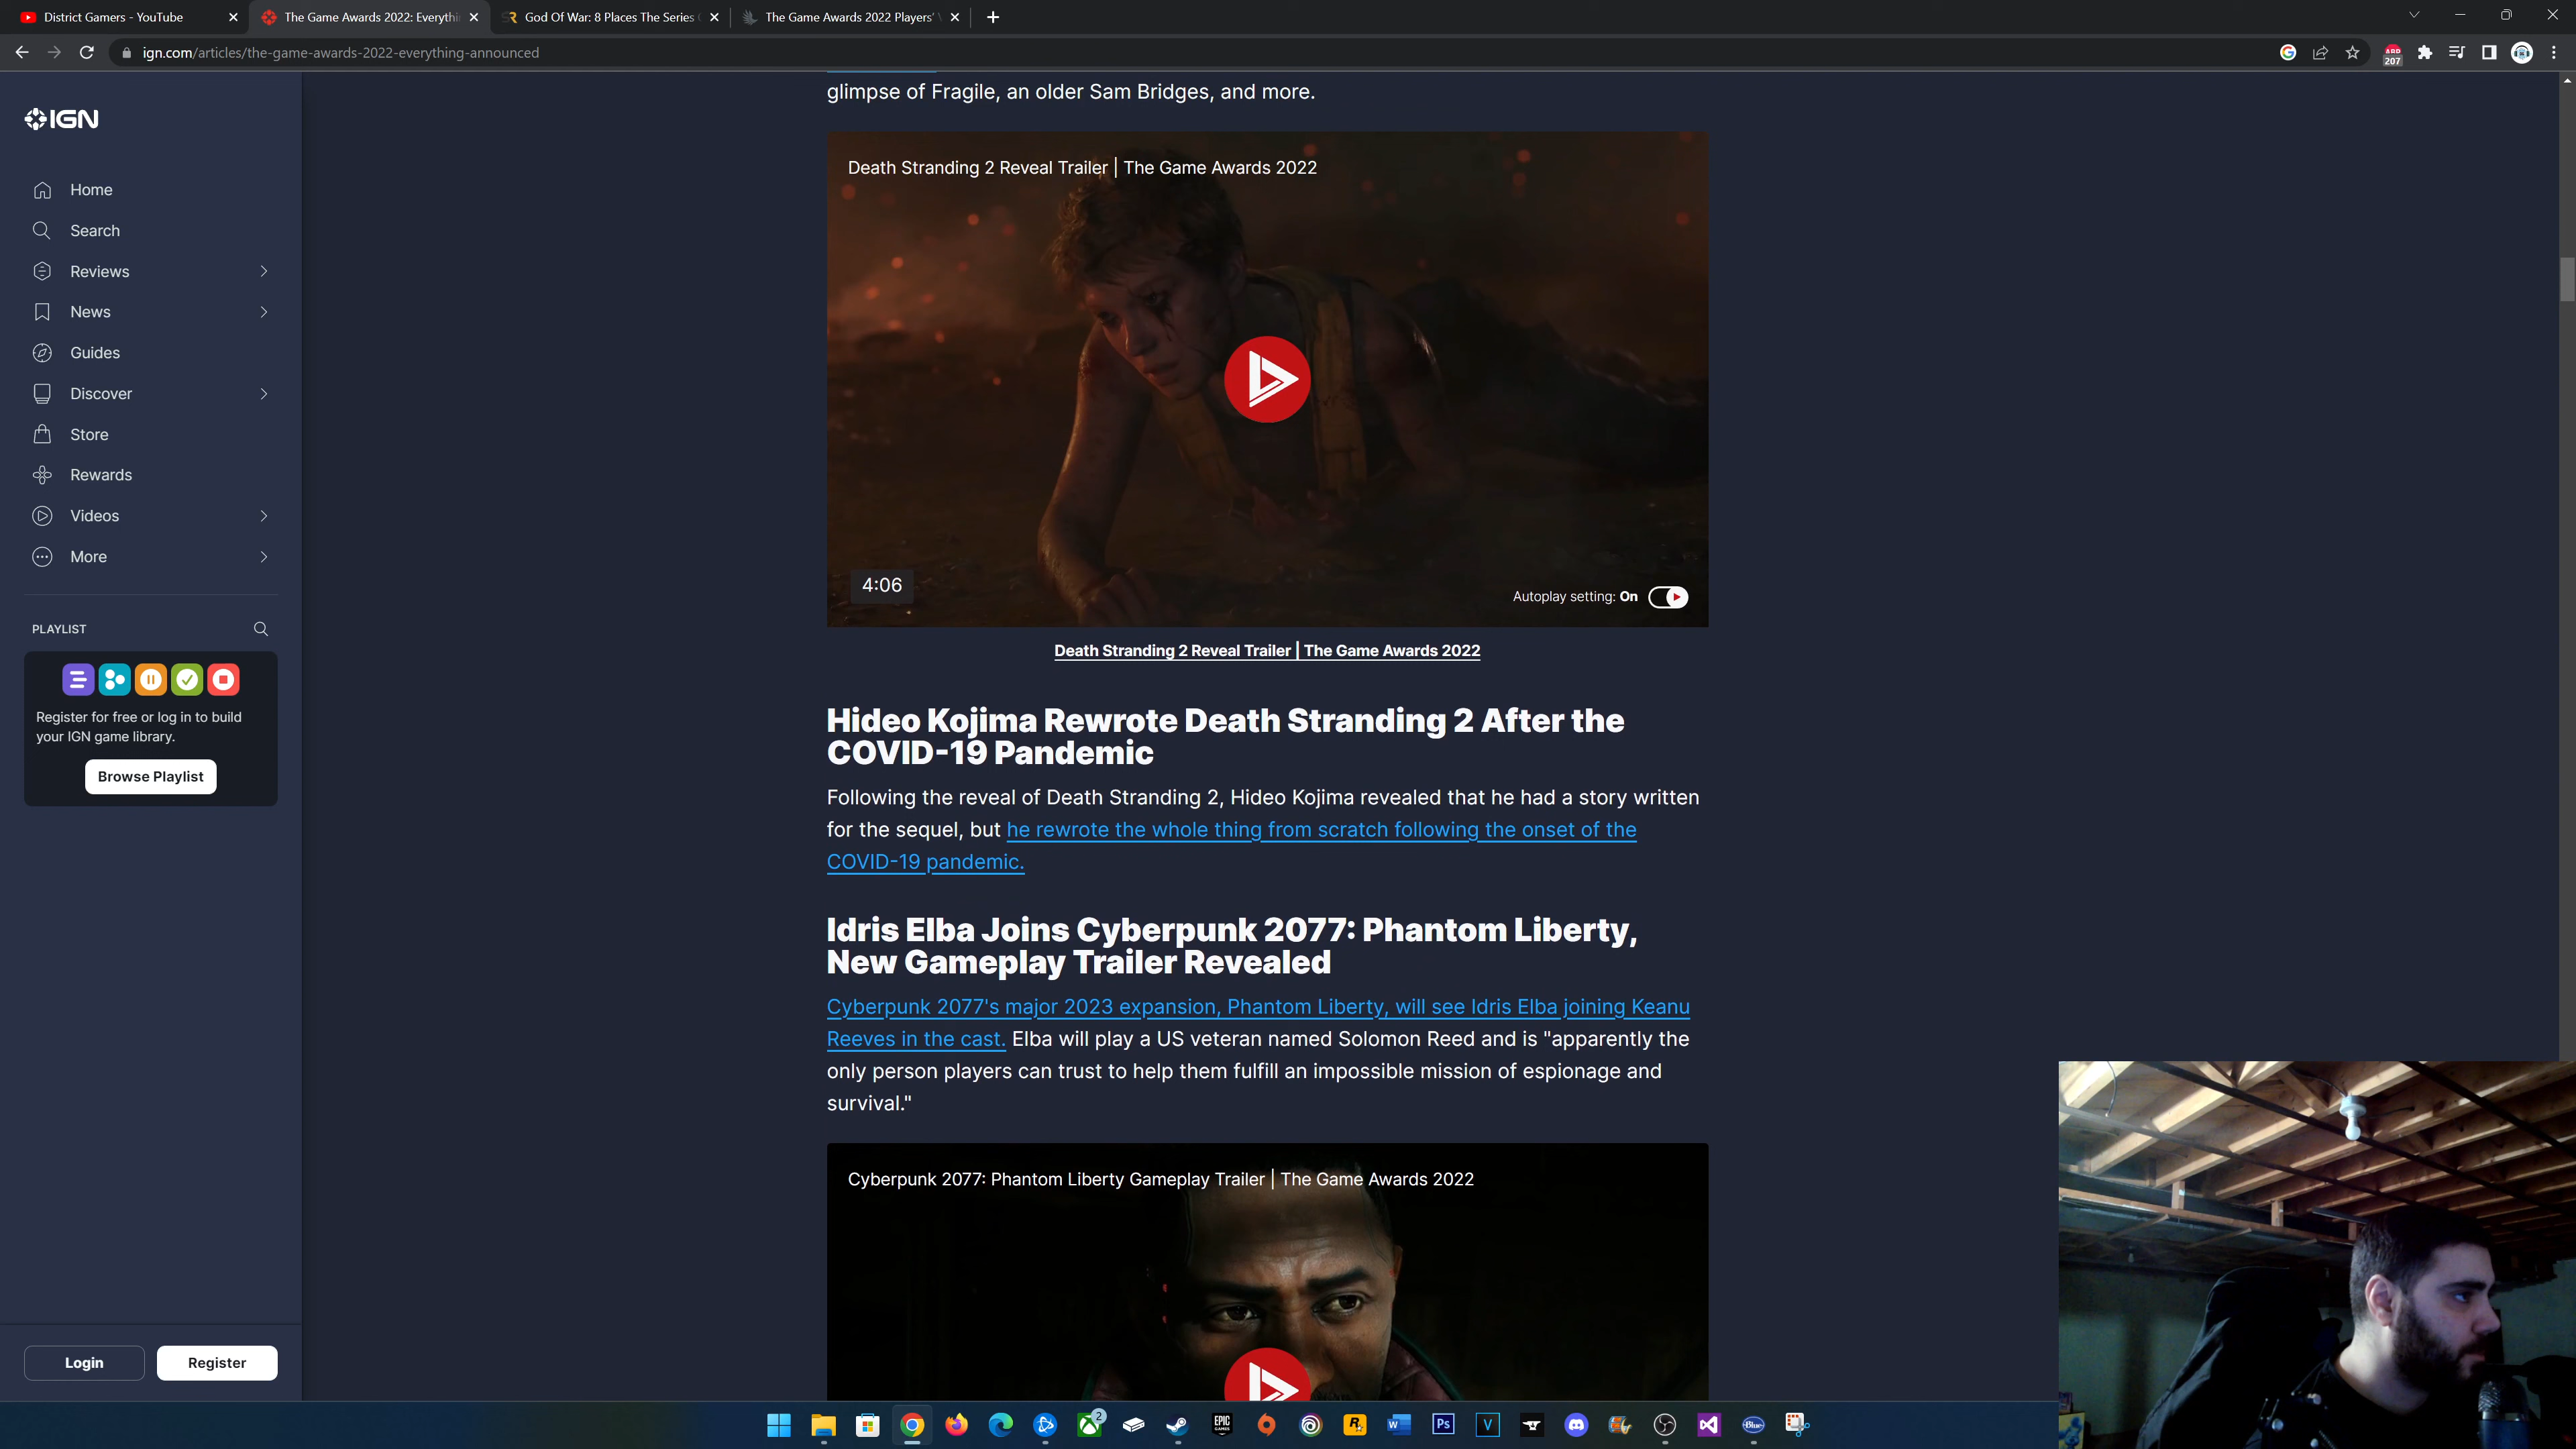 District Gamers - YouTube
The Game Awards 2022: Everythi
God Of War: 8 Places The Series
The Game Awards 2022 Players'
ign.com/articles/the-game-awards-2022-everything-announced
ABP
207
IGN
Home
Search
Reviews
News
Guides
Discover
Store
Rewards
Videos
More
PLAYLIST
Register for free or log in to build
your IGN game library.
Browse Playlist
Login
Register
glimpse of Fragile, an older Sam Bridges, and more.
Death Stranding 2 Reveal Trailer | The Game Awards 2022
4:06
Autoplay setting: On
Death Stranding 2 Reveal Trailer | The Game Awards 2022
Hideo Kojima Rewrote Death Stranding 2 After the
COVID-19 Pandemic
Following the reveal of Death Stranding 2, Hideo Kojima revealed that he had a story written
for the sequel, but he rewrote the whole thing from scratch following the onset of the
COVID-19 pandemic.
Idris Elba Joins Cyberpunk 2077: Phantom Liberty,
New Gameplay Trailer Revealed
Cyberpunk 2077's major 2023 expansion, Phantom Liberty, will see Idris Elba joining Keanu
Reeves in the cast. Elba will play a US veteran named Solomon Reed and is "apparently the
only person players can trust to help them fulfill an impossible mission of espionage and
survival."
Cyberpunk 2077: Phantom Liberty Gameplay Trailer | The Game Awards 2022
2
EPIC
GAMES
R
W
Ps
V
Blue